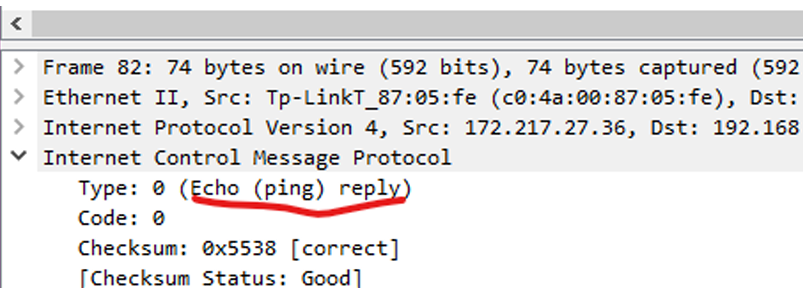 Frame 82: 74 bytes on wire (592 bits), 74 bytes captured (592
Ethernet II, Src: Tp-LinkT_87:05:fe (c0:4a:00:87:05:fe), Dst:
Internet Protocol Version 4, Src: 172.217.27.36, Dst: 192.168
Internet Control Message Protocol
Type: 0 (Echo (ping) reply)
Code: 0
Checksum: 0x5538 [correct]
[Checksum Status: Good]